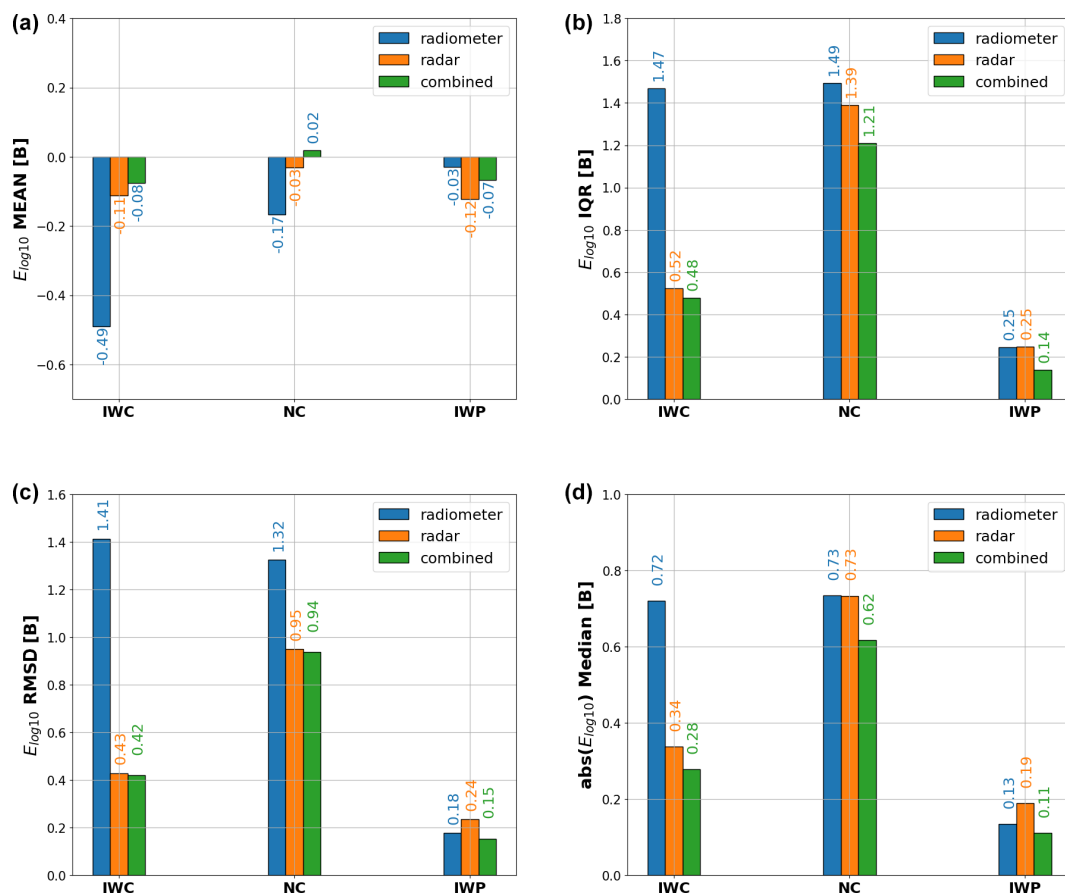 (a)
E_log10 MEAN [B]
0.4
0.2
0.0
−0.2
−0.4
−0.6
radiometer
radar
combined
-0.49
-0.11
-0.08
-0.17
-0.03
0.02
-0.03
-0.12
-0.07
IWC NC IWP
(b)
E_log10 IQR [B]
1.8
1.6
1.4
1.2
1.0
0.8
0.6
0.4
0.2
0.0
radiometer
radar
combined
1.47
0.52
0.48
1.49
1.39
1.21
0.25
0.25
0.14
IWC NC IWP
(c)
E_log10 RMSD [B]
1.6
1.4
1.2
1.0
0.8
0.6
0.4
0.2
0.0
radiometer
radar
combined
1.41
0.43
0.42
1.32
0.95
0.94
0.18
0.24
0.15
IWC NC IWP
(d)
abs(E_log10) Median [B]
1.0
0.8
0.6
0.4
0.2
0.0
radiometer
radar
combined
0.72
0.34
0.28
0.73
0.73
0.62
0.13
0.19
0.11
IWC NC IWP